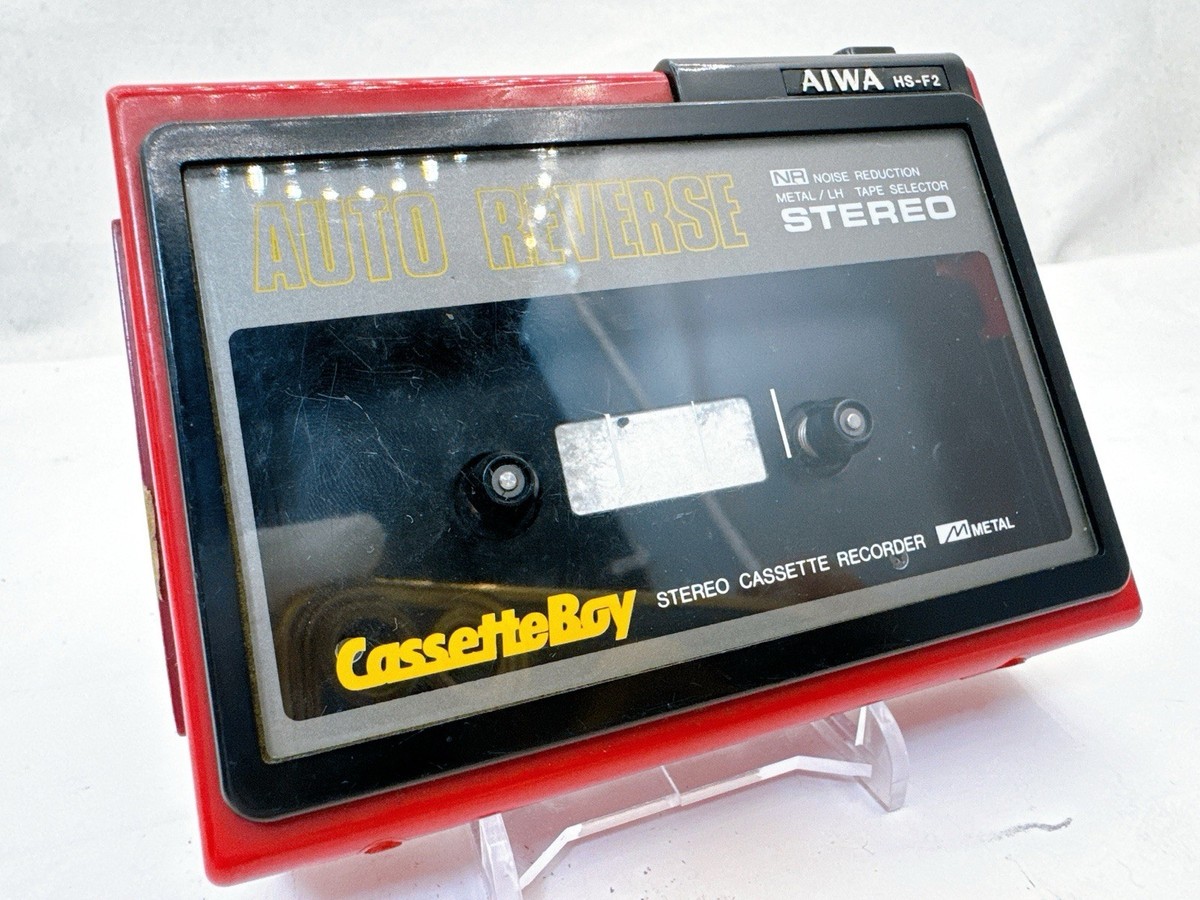 AIWA HS-F2
AUTO REVERSE
NR NOISE REDUCTION
METAL/LH TAPE SELECTOR
STEREO
CassetteBoy STEREO CASSETTE RECORDER M METAL